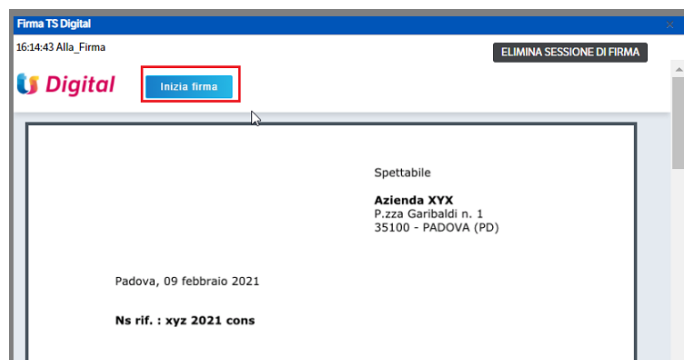 Firma TS Digital
16:14:43 Alla_Firma
ELIMINA SESSIONE DI FIRMA
ts Digital
Inizia firma
Spettabile
Azienda XYX
P.zza Garibaldi n. 1
35100 - PADOVA (PD)
Padova, 09 febbraio 2021
Ns rif. : xyz 2021 cons